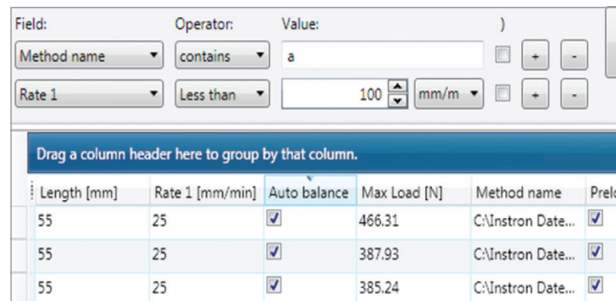 Field: Operator: Value: )
Method name contains a + -
Rate 1 Less than 100 mm/m + -
Drag a column header here to group by that column.
Length [mm] Rate 1 [mm/min] Auto balance Max Load [N] Method name Prelo
55 25 466.31 C:\Instron Date...
55 25 387.93 C:\Instron Date...
55 25 385.24 C:\Instron Date...